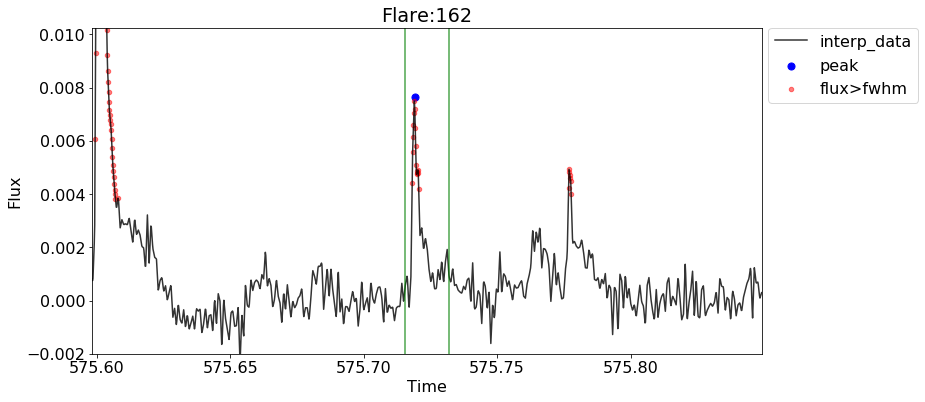 Flare:162
interp_data
peak
flux>fwhm
Flux
0.010
0.008
0.006
0.004
0.002
0.000
−0.002
575.60
575.65
575.70
575.75
575.80
Time